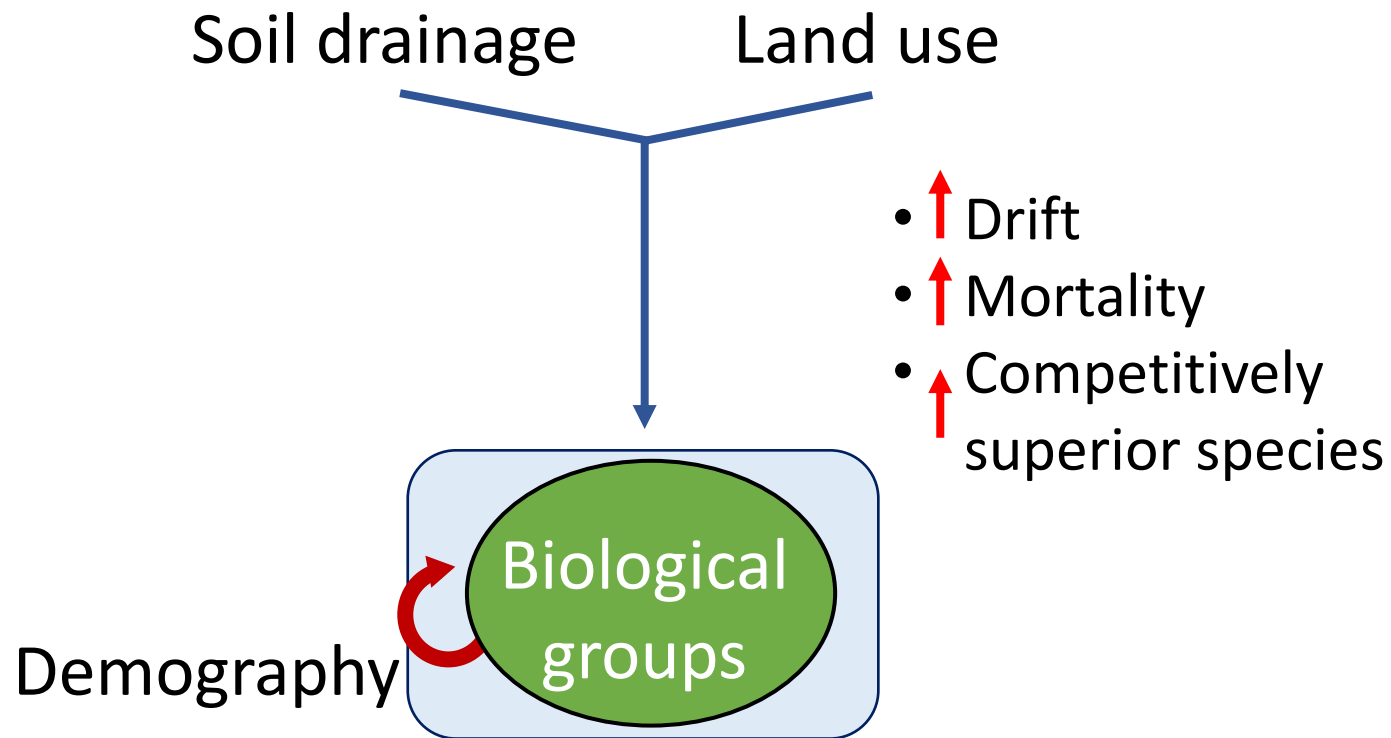 Soil drainage
Land use
• Drift
• Mortality
• Competitively
superior species
Biological
groups
Demography